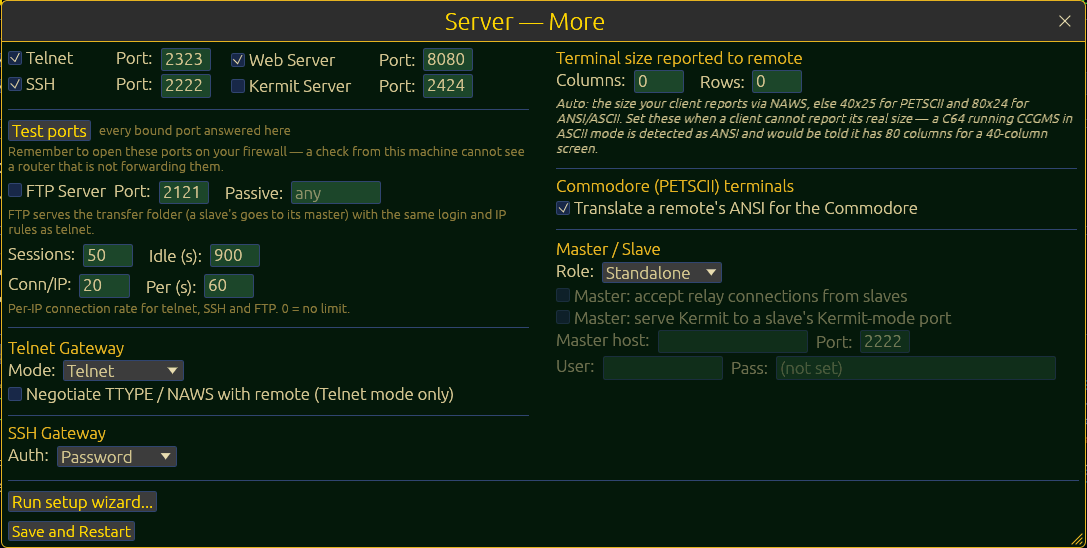 Server — More
Telnet Port: 2323 Web Server Port: 8080
SSH Port: 2222 Kermit Server Port: 2424
Test ports every bound port answered here
Remember to open these ports on your firewall — a check from this machine cannot see
a router that is not forwarding them.
FTP Server Port: 2121 Passive: any
FTP serves the transfer folder (a slave's goes to its master) with the same login and IP
rules as telnet.
Sessions: 50 Idle (s): 900
Conn/IP: 20 Per (s): 60
Per-IP connection rate for telnet, SSH and FTP. 0 = no limit.
Telnet Gateway
Mode: Telnet
Negotiate TTYPE / NAWS with remote (Telnet mode only)
SSH Gateway
Auth: Password
Terminal size reported to remote
Columns: 0 Rows: 0
Auto: the size your client reports via NAWS, else 40x25 for PETSCII and 80x24 for
ANSI/ASCII. Set these when a client cannot report its real size — a C64 running CCGMS in
ASCII mode is detected as ANSI and would be told it has 80 columns for a 40-column
screen.
Commodore (PETSCII) terminals
Translate a remote's ANSI for the Commodore
Master / Slave
Role: Standalone
Master: accept relay connections from slaves
Master: serve Kermit to a slave's Kermit-mode port
Master host: Port: 2222
User: Pass: (not set)
Run setup wizard...
Save and Restart